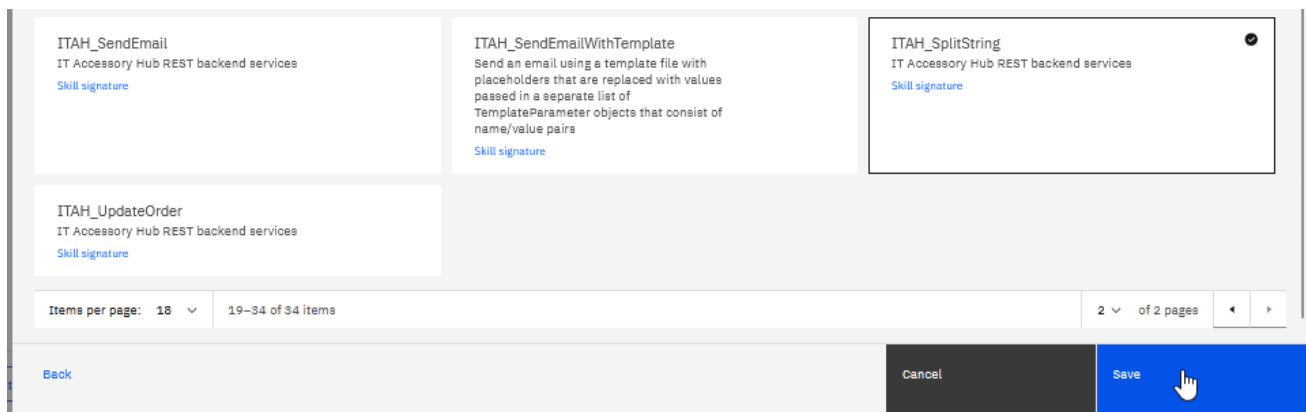 ITAH_SendEmail
IT Accessory Hub REST backend services
Skill signature
ITAH_SendEmailWithTemplate
Send an email using a template file with
placeholders that are replaced with values
passed in a separate list of
TemplateParameter objects that consist of
name/value pairs
Skill signature
ITAH_SplitString
IT Accessory Hub REST backend services
Skill signature
ITAH_UpdateOrder
IT Accessory Hub REST backend services
Skill signature
Items per page: 18 19–34 of 34 items 2 of 2 pages
Back Cancel Save